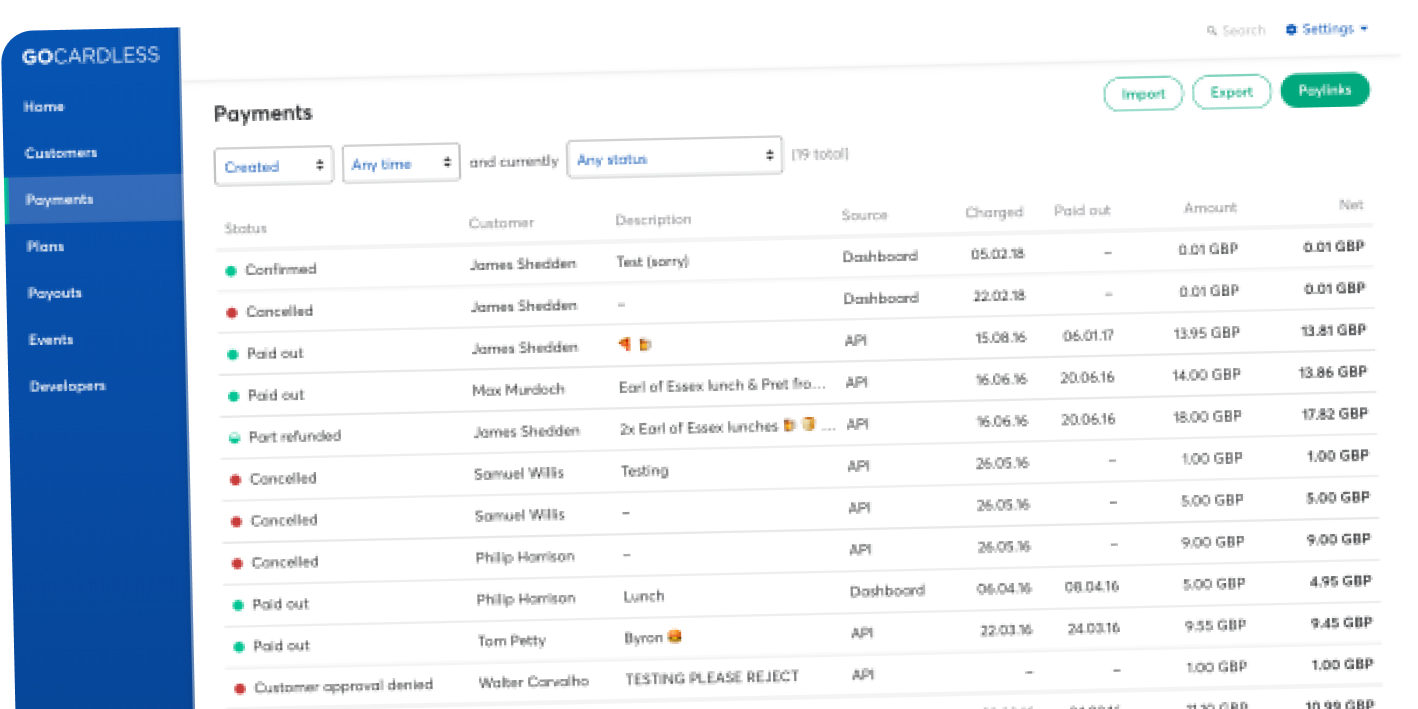 GOCARDLESS
Search Settings
Home
Customers
Payments
Plans
Payouts
Events
Developers
Payments
Import Export Paylinks
Created Any time and currently Any status (19 total)
Status Customer Description Source Charged Paid out Amount Net
Confirmed James Shedden Test (sorry) Dashboard 05.02.18 – 0.01 GBP 0.01 GBP
Cancelled James Shedden – Dashboard 22.02.18 – 0.01 GBP 0.01 GBP
Paid out James Shedden 🍕 🍺 API 15.08.16 06.01.17 13.95 GBP 13.81 GBP
Paid out Max Murdoch Earl of Essex lunch & Pret fro... API 16.06.16 20.06.16 14.00 GBP 13.86 GBP
Part refunded James Shedden 2x Earl of Essex lunches 🍺 🍞 ... API 16.06.16 20.06.16 18.00 GBP 17.82 GBP
Cancelled Samuel Willis Testing API 26.05.16 – 1.00 GBP 1.00 GBP
Cancelled Samuel Willis – API 26.05.16 – 5.00 GBP 5.00 GBP
Cancelled Philip Harrison – API 26.05.16 – 9.00 GBP 9.00 GBP
Paid out Philip Harrison Lunch Dashboard 06.04.16 08.04.16 5.00 GBP 4.95 GBP
Paid out Tom Petty Byron 🍔 API 22.03.16 24.03.16 9.55 GBP 9.45 GBP
Customer approval denied Walter Carvalho TESTING PLEASE REJECT API – – 1.00 GBP 1.00 GBP
11.10 GBP 10.99 GBP